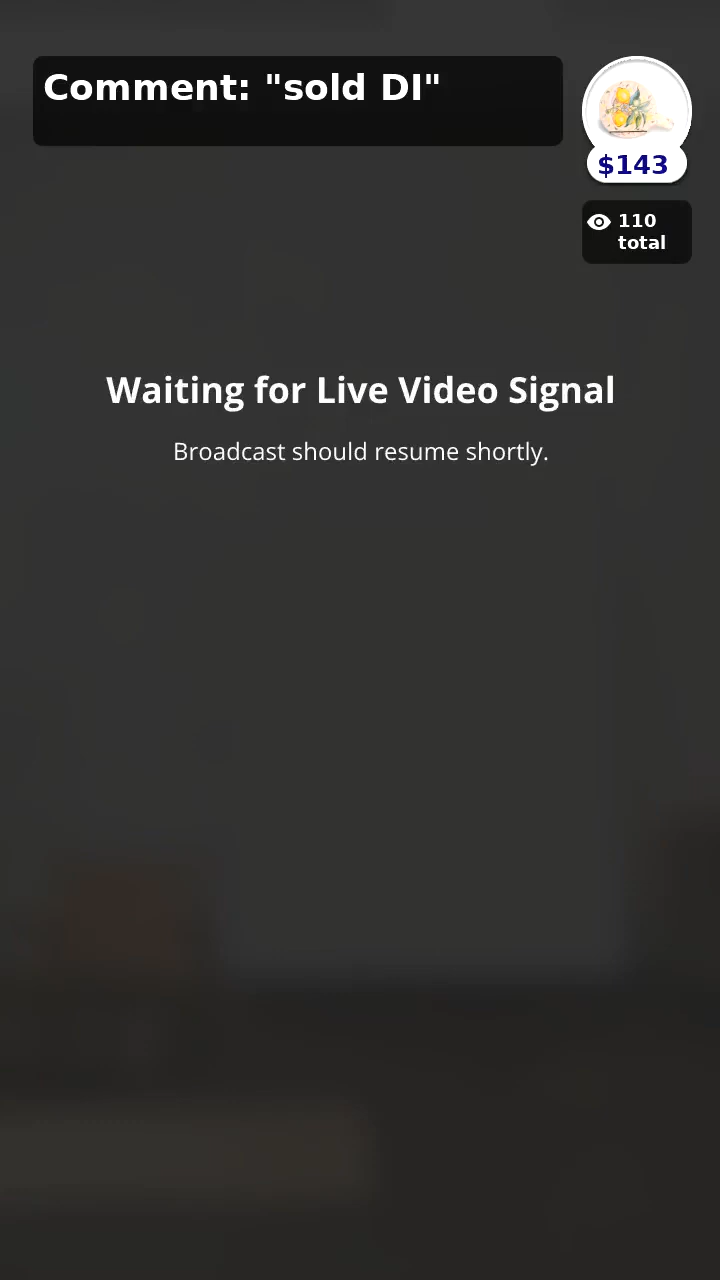 Comment: "sold DI"
$143
110
total
Waiting for Live Video Signal
Broadcast should resume shortly.